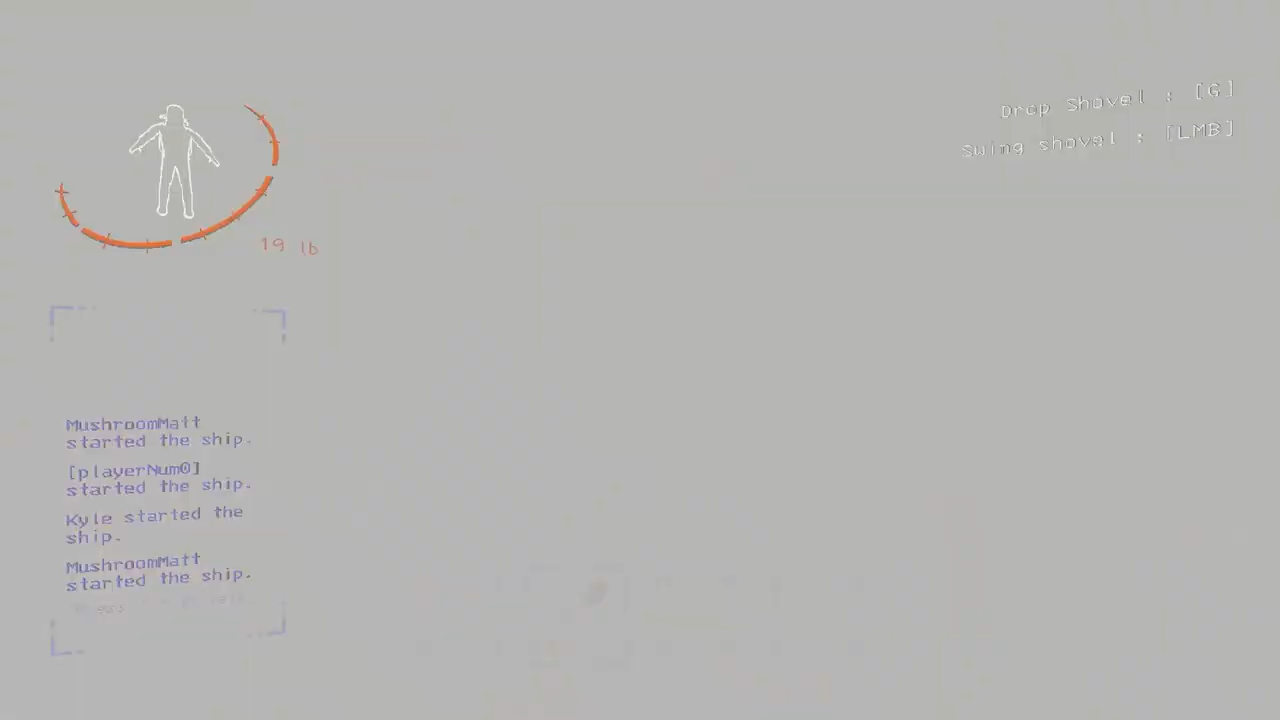 Drop Shovel : [G]
Swing shovel : [LMB]
19 lb
MushroomMatt
started the ship.
[playerNum0]
started the ship.
Kyle started the
ship.
MushroomMatt
started the ship.